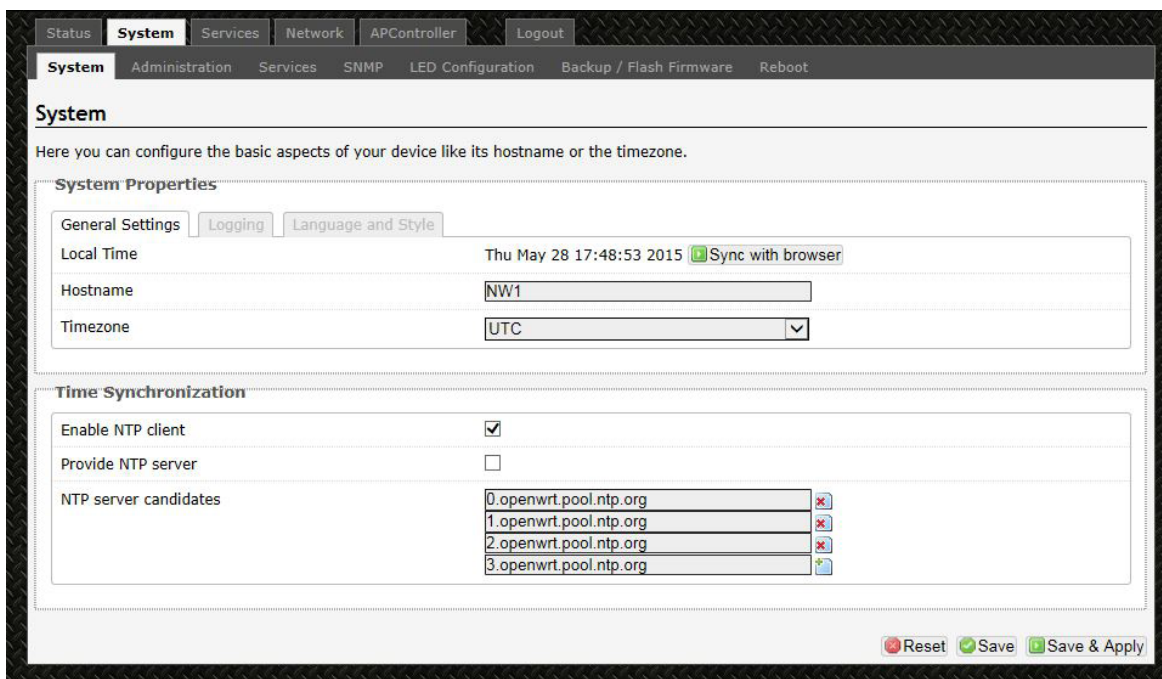 Status System Services Network APController Logout
System Administration Services SNMP LED Configuration Backup / Flash Firmware Reboot
System
Here you can configure the basic aspects of your device like its hostname or the timezone.
System Properties
General Settings Logging Language and Style
Local Time Thu May 28 17:48:53 2015 Sync with browser
Hostname NW1
Timezone UTC
Time Synchronization
Enable NTP client
Provide NTP server
NTP server candidates 0.openwrt.pool.ntp.org
1.openwrt.pool.ntp.org
2.openwrt.pool.ntp.org
3.openwrt.pool.ntp.org
Reset Save Save & Apply